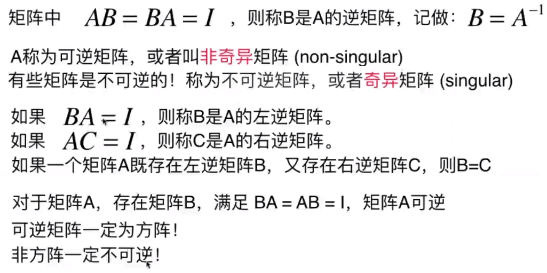 矩阵中 AB = BA = I ，则称B是A的逆矩阵，记做：B = A⁻¹
A称为可逆矩阵，或者叫非奇异矩阵 (non-singular)
有些矩阵是不可逆的！称为不可逆矩阵，或者奇异矩阵 (singular)
如果 BA = I ，则称B是A的左逆矩阵。
如果 AC = I ，则称C是A的右逆矩阵。
如果一个矩阵A既存在左逆矩阵B，又存在右逆矩阵C，则B=C
对于矩阵A，存在矩阵B，满足 BA = AB = I，矩阵A可逆
可逆矩阵一定为方阵！
非方阵一定不可逆！